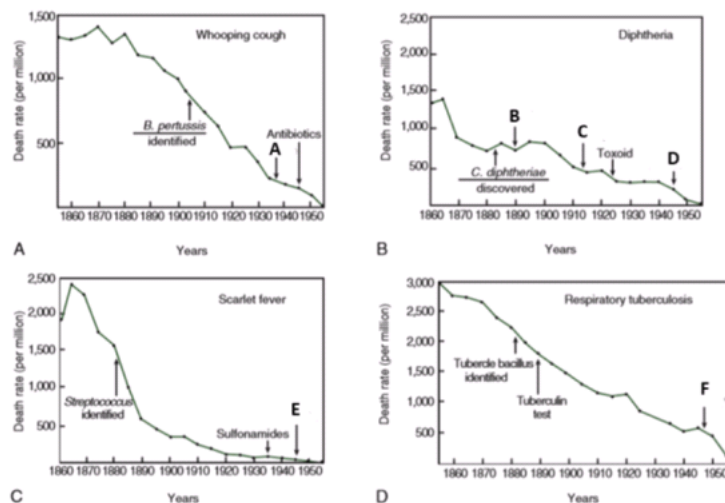 1,500
1,000
500
Death rate (per million)
Whooping cough
B. pertussis
identified
A
Antibiotics
1860 1870 1880 1890 1900 1910 1920 1930 1940 1950
Years
A
2,500
2,000
1,500
1,000
500
Death rate (per million)
Diphtheria
B
C
D
Toxoid
C. diphtheriae
discovered
1860 1870 1880 1890 1900 1910 1920 1930 1940 1950
Years
B
2,500
2,000
1,500
1,000
500
Death rate (per million)
Scarlet fever
Streptococcus
identified
E
Sulfonamides
1860 1870 1880 1890 1900 1910 1920 1930 1940 1950
Years
C
3,000
2,500
2,000
1,500
1,000
500
Death rate (per million)
Respiratory tuberculosis
Tubercle bacillus
identified
Tuberculin
test
F
1860 1870 1880 1890 1900 1910 1920 1930 1940 1950
Years
D